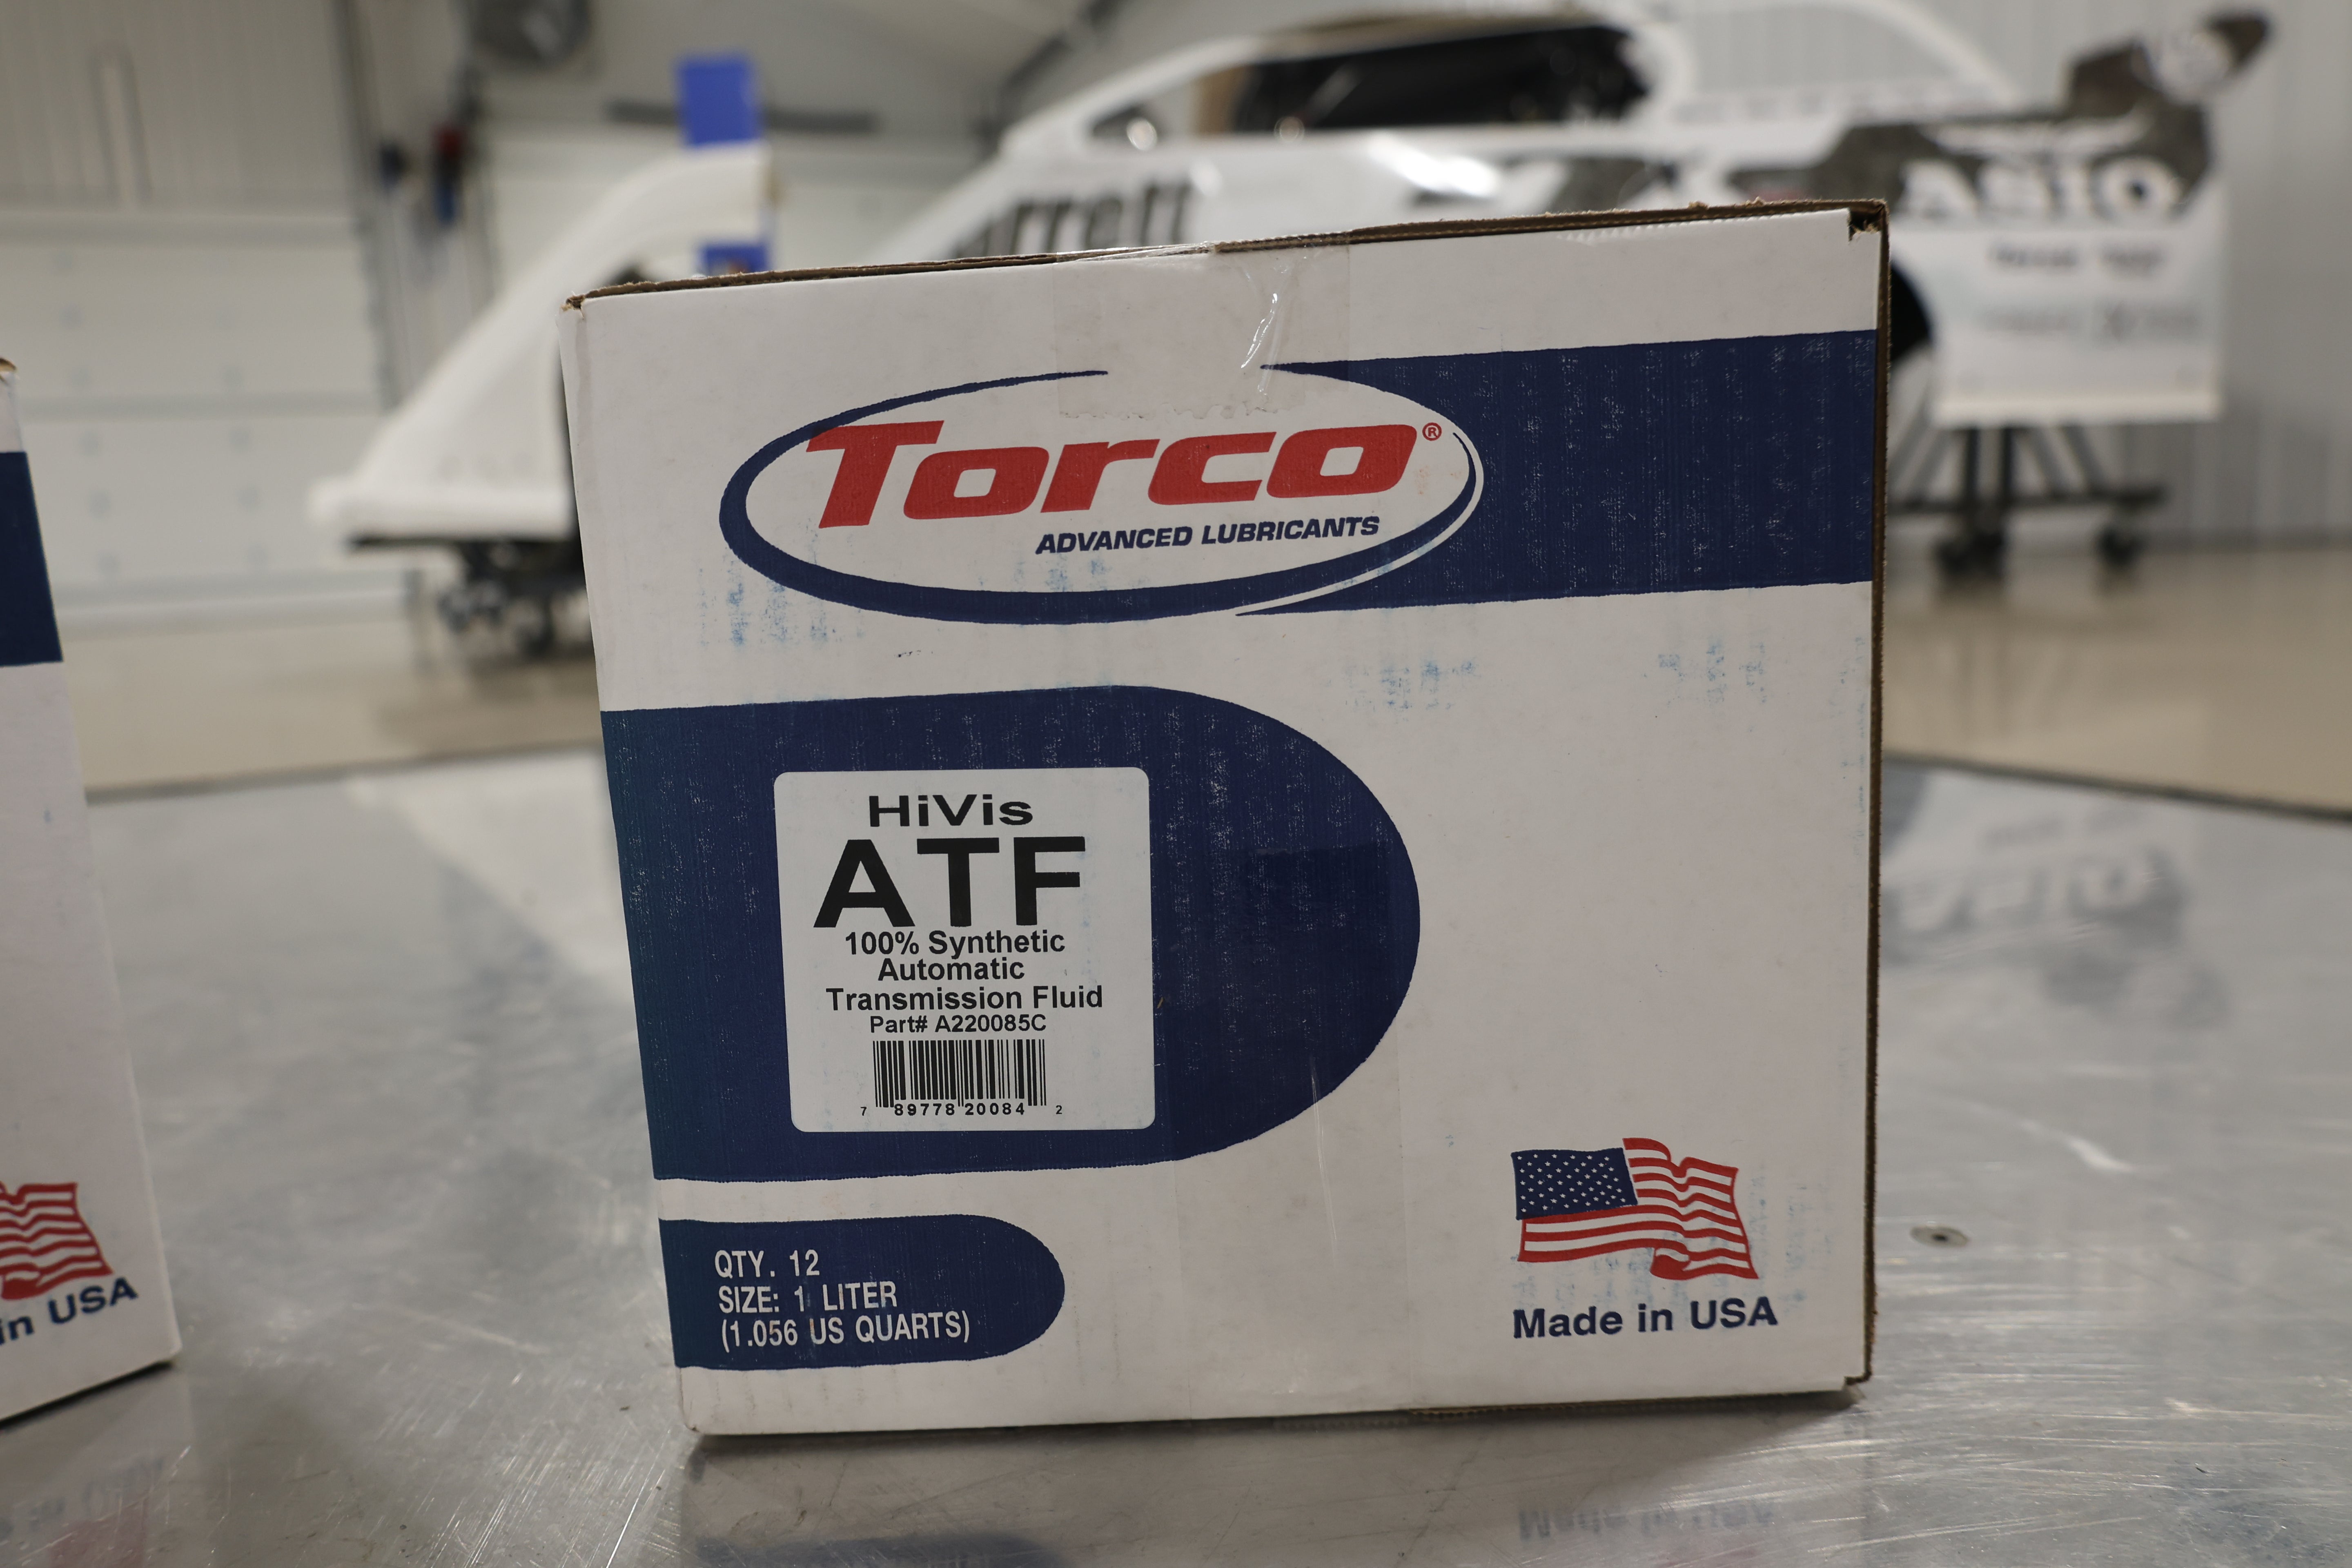 Torco®
ADVANCED LUBRICANTS
HiVis
ATF
100% Synthetic
Automatic
Transmission Fluid
Part# A220085C
7 89778 20084 2
QTY. 12
SIZE: 1 LITER
(1.056 US QUARTS)
Made in USA
in USA